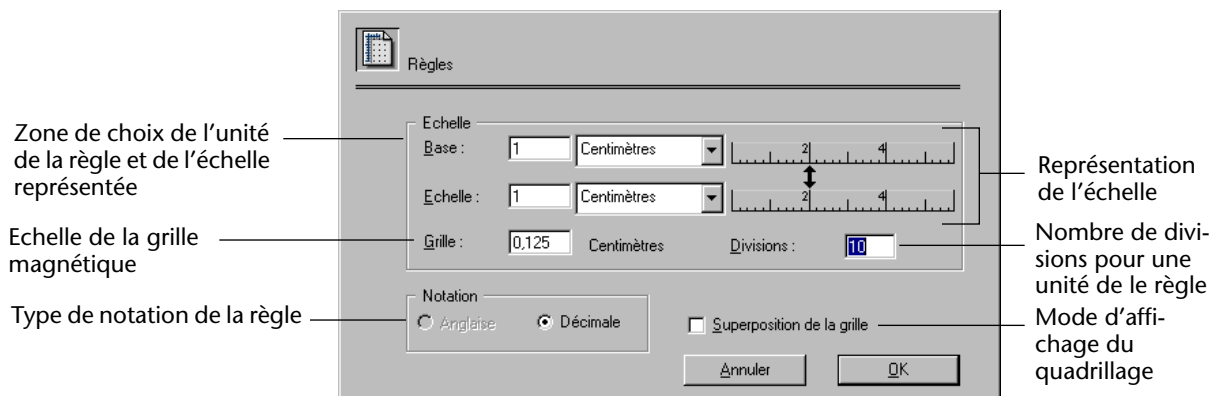 Règles
Zone de choix de l'unité
de la règle et de l'échelle
représentée
Echelle de la grille
magnétique
Type de notation de la règle
Echelle
Base : 1 Centimètres 2 4
Echelle : 1 Centimètres 2 4
Grille : 0,125 Centimètres Divisions : 10
Notation
Anglaise Décimale
Superposition de la grille
Annuler OK
Représentation
de l'échelle
Nombre de divi-
sions pour une
unité de le règle
Mode d'affi-
chage du
quadrillage